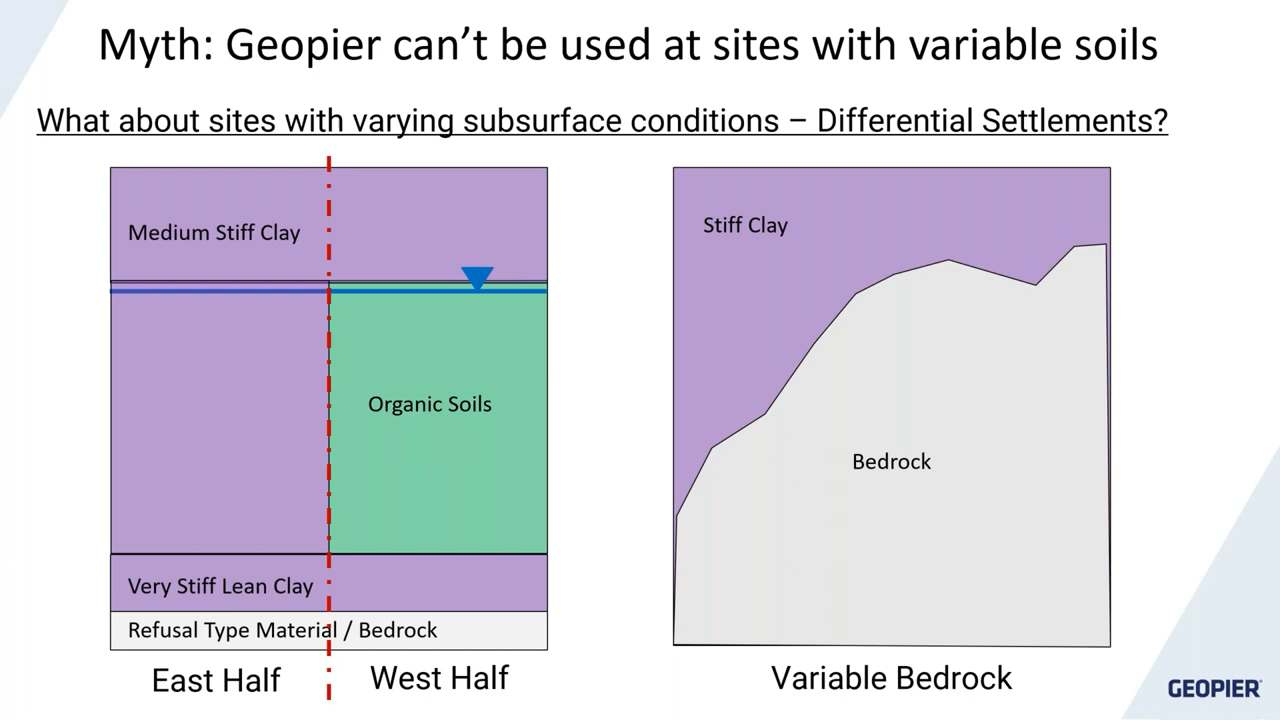 Myth: Geopier can’t be used at sites with variable soils
What about sites with varying subsurface conditions – Differential Settlements?
Medium Stiff Clay
Organic Soils
Very Stiff Lean Clay
Refusal Type Material / Bedrock
East Half
West Half
Stiff Clay
Bedrock
Variable Bedrock
GEOPIER